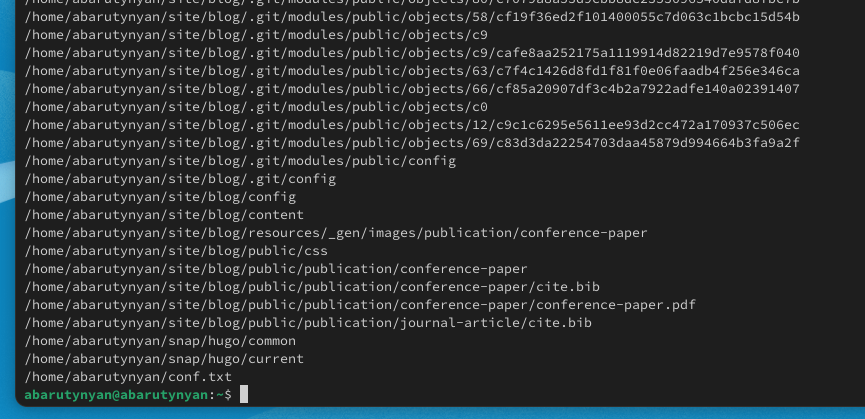 /home/abarutynyan/site/blog/.git/modules/public/objects/58/cf19f36ed2f101400055c7d063c1bcbc15d54b
/home/abarutynyan/site/blog/.git/modules/public/objects/c9
/home/abarutynyan/site/blog/.git/modules/public/objects/c9/cafe8aa252175a1119914d82219d7e9578f040
/home/abarutynyan/site/blog/.git/modules/public/objects/63/c7f4c1426d8fd1f81f0e06faadb4f256e346ca
/home/abarutynyan/site/blog/.git/modules/public/objects/66/cf85a20907df3c4b2a7922adfe140a02391407
/home/abarutynyan/site/blog/.git/modules/public/objects/c0
/home/abarutynyan/site/blog/.git/modules/public/objects/12/c9c1c6295e5611ee93d2cc472a170937c506ec
/home/abarutynyan/site/blog/.git/modules/public/objects/69/c83d3da22254703daa45879d994664b3fa9a2f
/home/abarutynyan/site/blog/.git/modules/public/config
/home/abarutynyan/site/blog/.git/config
/home/abarutynyan/site/blog/config
/home/abarutynyan/site/blog/content
/home/abarutynyan/site/blog/resources/_gen/images/publication/conference-paper
/home/abarutynyan/site/blog/public/css
/home/abarutynyan/site/blog/public/publication/conference-paper
/home/abarutynyan/site/blog/public/publication/conference-paper/cite.bib
/home/abarutynyan/site/blog/public/publication/conference-paper/conference-paper.pdf
/home/abarutynyan/site/blog/public/publication/journal-article/cite.bib
/home/abarutynyan/snap/hugo/common
/home/abarutynyan/snap/hugo/current
/home/abarutynyan/conf.txt
abarutynyan@abarutynyan:~$